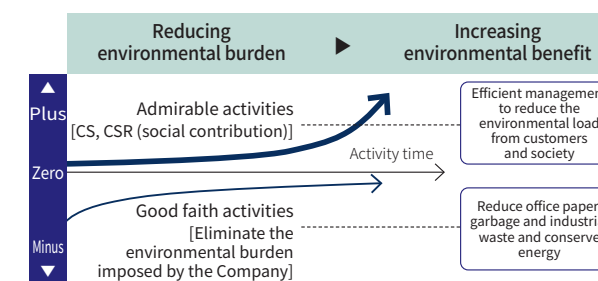 Reducing
environmental burden
▶
Increasing
environmental benefit
▲
Plus
Zero
Minus
▼
Admirable activities
[CS, CSR (social contribution)]
Activity time
Good faith activities
[Eliminate the
environmental burden
imposed by the Company]
Efficient managemen
to reduce the
environmental load
from customers
and society
Reduce office paper
garbage and industria
waste and conserve
energy